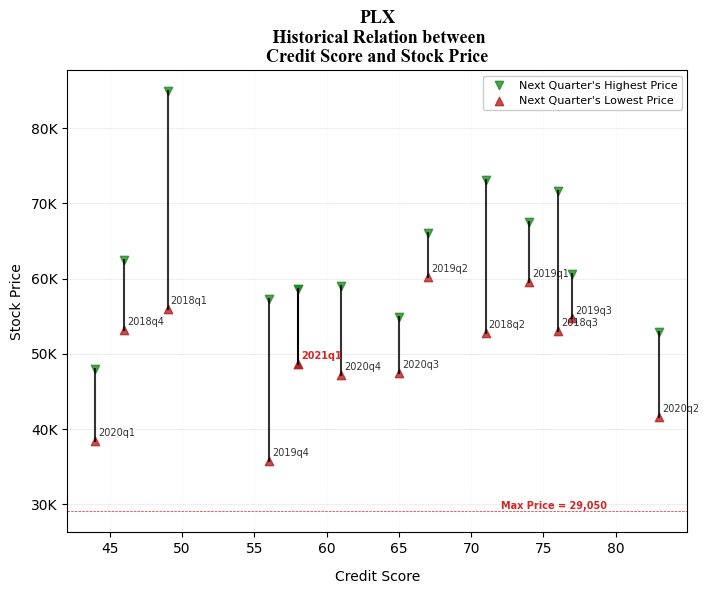 PLX
Historical Relation between
Credit Score and Stock Price
Next Quarter's Highest Price
Next Quarter's Lowest Price
80K
70K
60K
50K
40K
30K
Stock Price
2018q1
2018q4
2019q2
2019q1
2019q3
2018q3
2018q2
2021q1
2020q4
2020q3
2020q2
2020q1
2019q4
Max Price = 29,050
45
50
55
60
65
70
75
80
Credit Score